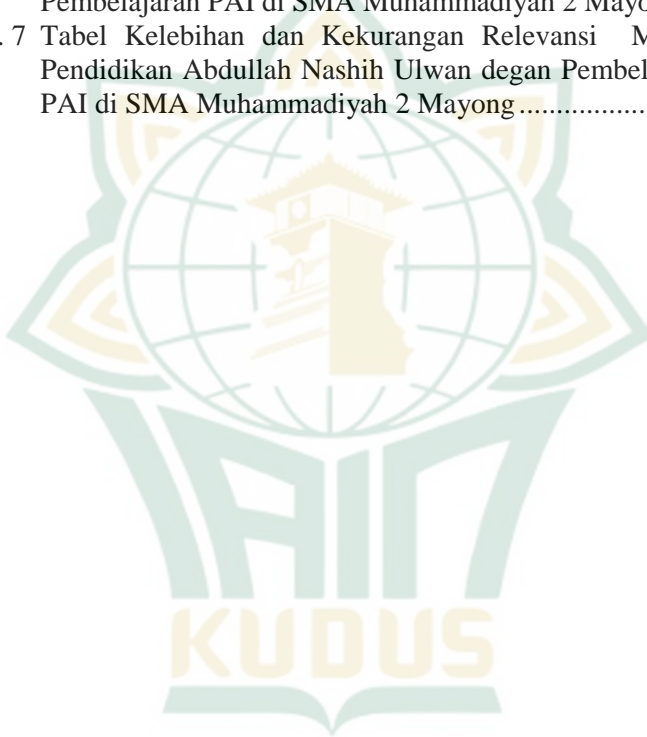 Pembelajaran PAI di SMA Muhammadiyah 2 Mayo
. 7 Tabel Kelebihan dan Kekurangan Relevansi M
Pendidikan Abdullah Nashih Ulwan degan Pembel
PAI di SMA Muhammadiyah 2 Mayong ................
IAIN
KUDUS